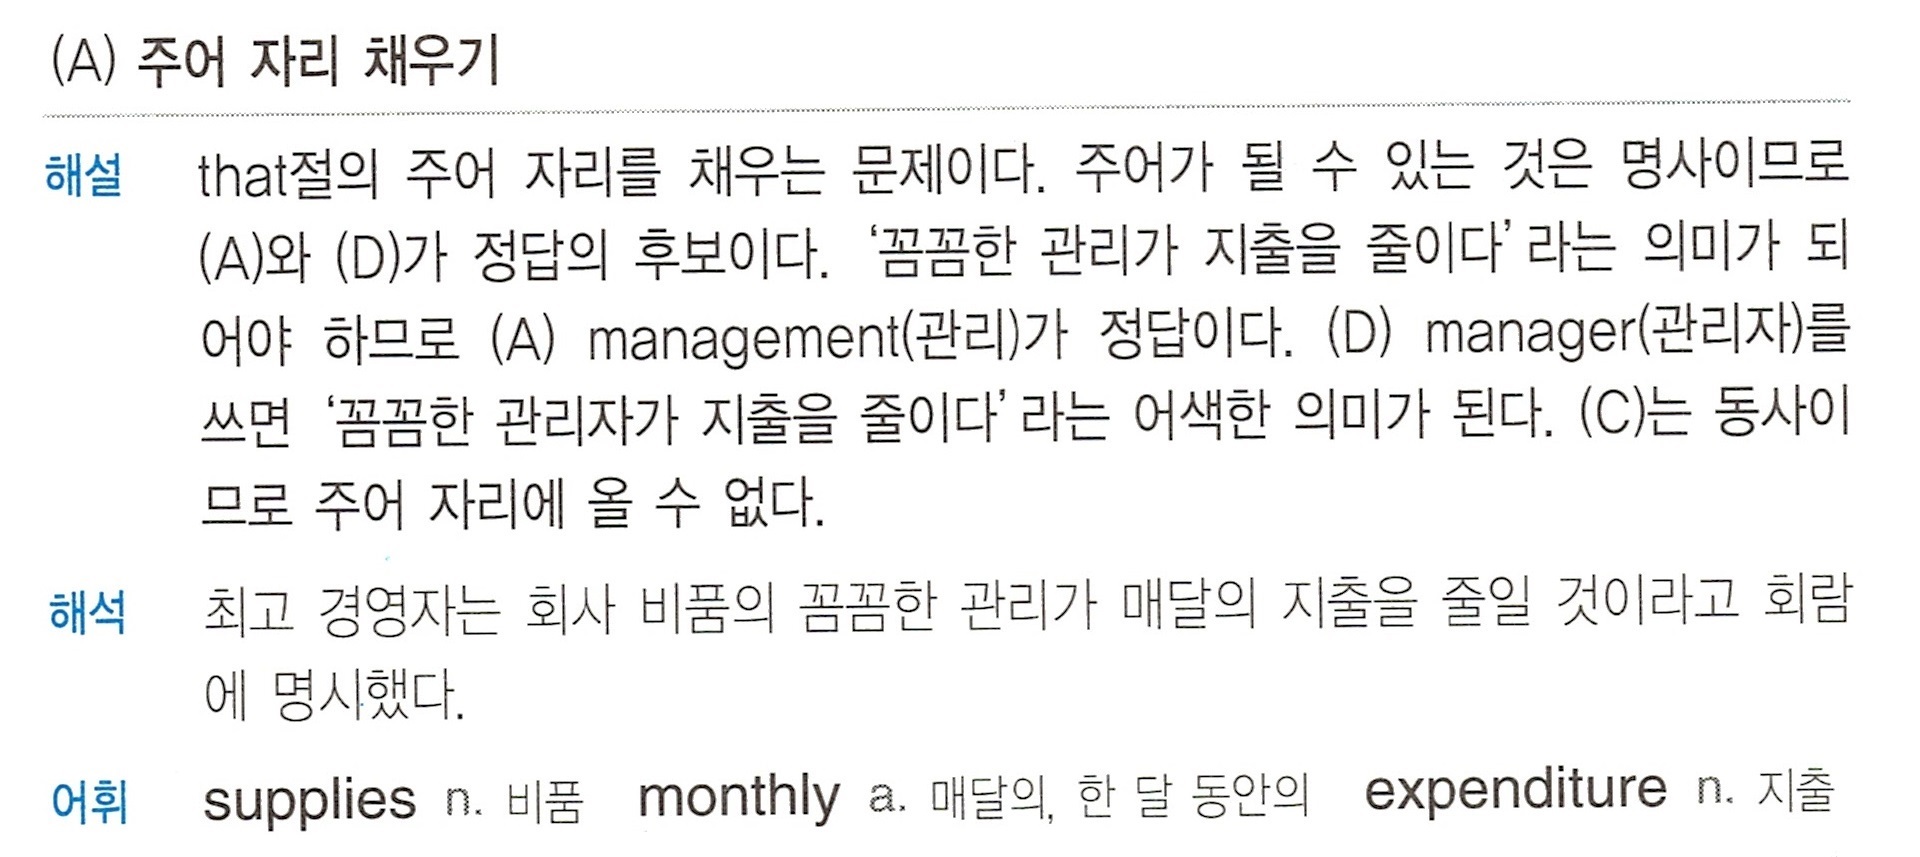 (A) 주어 자리 채우기
해설 that절의 주어 자리를 채우는 문제이다. 주어가 될 수 있는 것은 명사이므로
(A)와 (D)가 정답의 후보이다. ‘꼼꼼한 관리가 지출을 줄이다’라는 의미가 되
어야 하므로 (A) management(관리)가 정답이다. (D) manager(관리자)를
쓰면 ‘꼼꼼한 관리자가 지출을 줄이다’라는 어색한 의미가 된다. (C)는 동사이
므로 주어 자리에 올 수 없다.
해석 최고 경영자는 회사 비품의 꼼꼼한 관리가 매달의 지출을 줄일 것이라고 회람
에 명시했다.
어휘 supplies n. 비품 monthly a. 매달의, 한 달 동안의 expenditure n. 지출